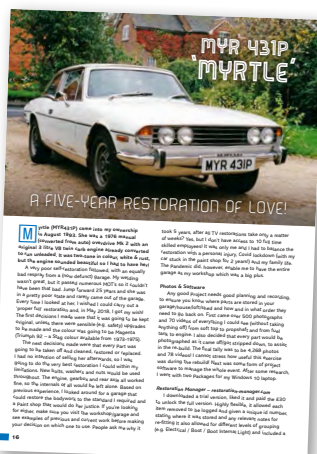 MYR 431P
'MYRTLE'
MYR 431P
A FIVE-YEAR RESTORATION OF LOVE!
Myrtle (MYR431P) came into my ownership
in August 1993. She was a 1976 manual
(converted from auto) overdrive Mk 2 with an
original 3 litre V8 twin carb engine already converted
to run unleaded, it was two-tone in colour; white & rust,
but the engine sounded beautiful so I had to have her!
A very poor self-restoration followed, with an equally
bad respray from a (now defunct) garage. My welding
wasn't great, but it passed numerous MOT's so it couldn't
have been that bad. Jump forward 25 years and she was
in a pretty poor state and rarely came out of the garage.
Every time I looked at her, I wished I could carry out a
'proper full' restoration and, in May 2018, I got my wish!
The first decisions I made were that it was going to be kept
original, unless there were sensible (e.g. safety) upgrades
to be made and the colour was going to be Magenta
(Triumph 92 – a Stag colour available from 1973-1975).
The next decisions made were that every part was
going to be taken off and cleaned, restored or replaced.
I had no intention of selling her afterwards, so I was
going to do the very best restoration I could within my
limitations. New nuts, washers and nuts would be used
throughout. The engine, gearbox and rear axle all worked
fine, so the internals of all would be left alone. Based on
previous experience, I looked around for a garage that
could restore the bodywork to the standard I required and
a paint shop that would do her justice. If you're looking
for either, make sure you visit the workshop/garage and
see examples of previous and current work before making
your decision on which one to use. People ask me why it
took 5 years, after all TV restorations take only a matter
of weeks? Yes, but I don't have access to 10 full time
skilled employees! It was only me and I had to balance the
restoration with a personal injury, Covid lockdown (with my
car stuck in the paint shop for 2 years!) and my family life.
The Pandemic did, however, enable me to have the entire
garage as my workshop which was a big plus.
Photos & Software
Any good project needs good planning and recording,
to ensure you know where parts are stored in your
garage/house/loft/shed and how and in what order they
need to go back on. First came over 500 photographs
and 70 videos of everything I could see (without taking
anything off) from soft top to propshaft and from fuel
tank to engine. I also decided that every part would be
photographed as it came off/got stripped down, to assist
in the re-build. The final tally was up to 4,268 photos
and 76 videos! I cannot stress how useful this exercise
was during the rebuild! Next was some form of project
software to manage the whole event. After some research,
I went with two packages for my Windows 10 laptop.
Restoration Manager – restoration-manager.com
I downloaded a trial version, liked it and paid the £30
to unlock the full version. Highly flexible, it allowed each
item removed to be logged and given a unique id number,
stating where it was stored and any relevant notes for
re-fitting. It also allowed for different levels of grouping
(e.g. Electrical / Boot / Boot Internal Light) and included a
16